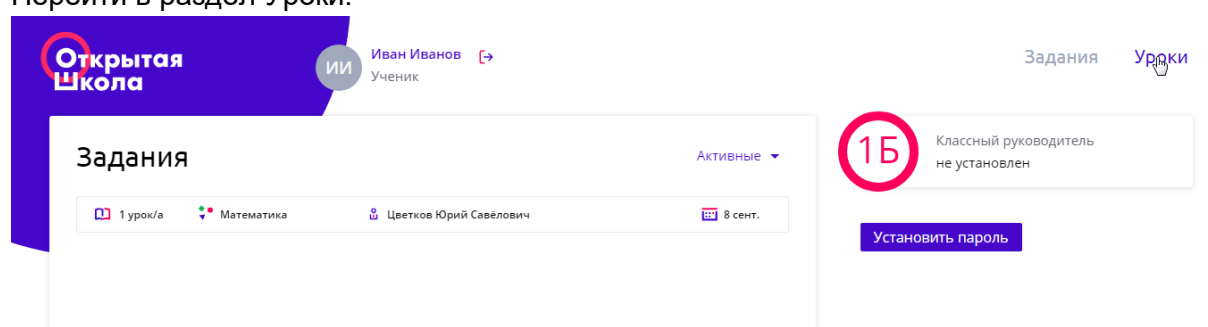 Перейти в раздел Уроки.
Открытая
Школа
ИИ
Иван Иванов
Ученик
Задания
Уроки
Задания
Активные
1 урок/а Математика Цветков Юрий Савёлович 8 сент.
1Б
Классный руководитель
не установлен
Установить пароль